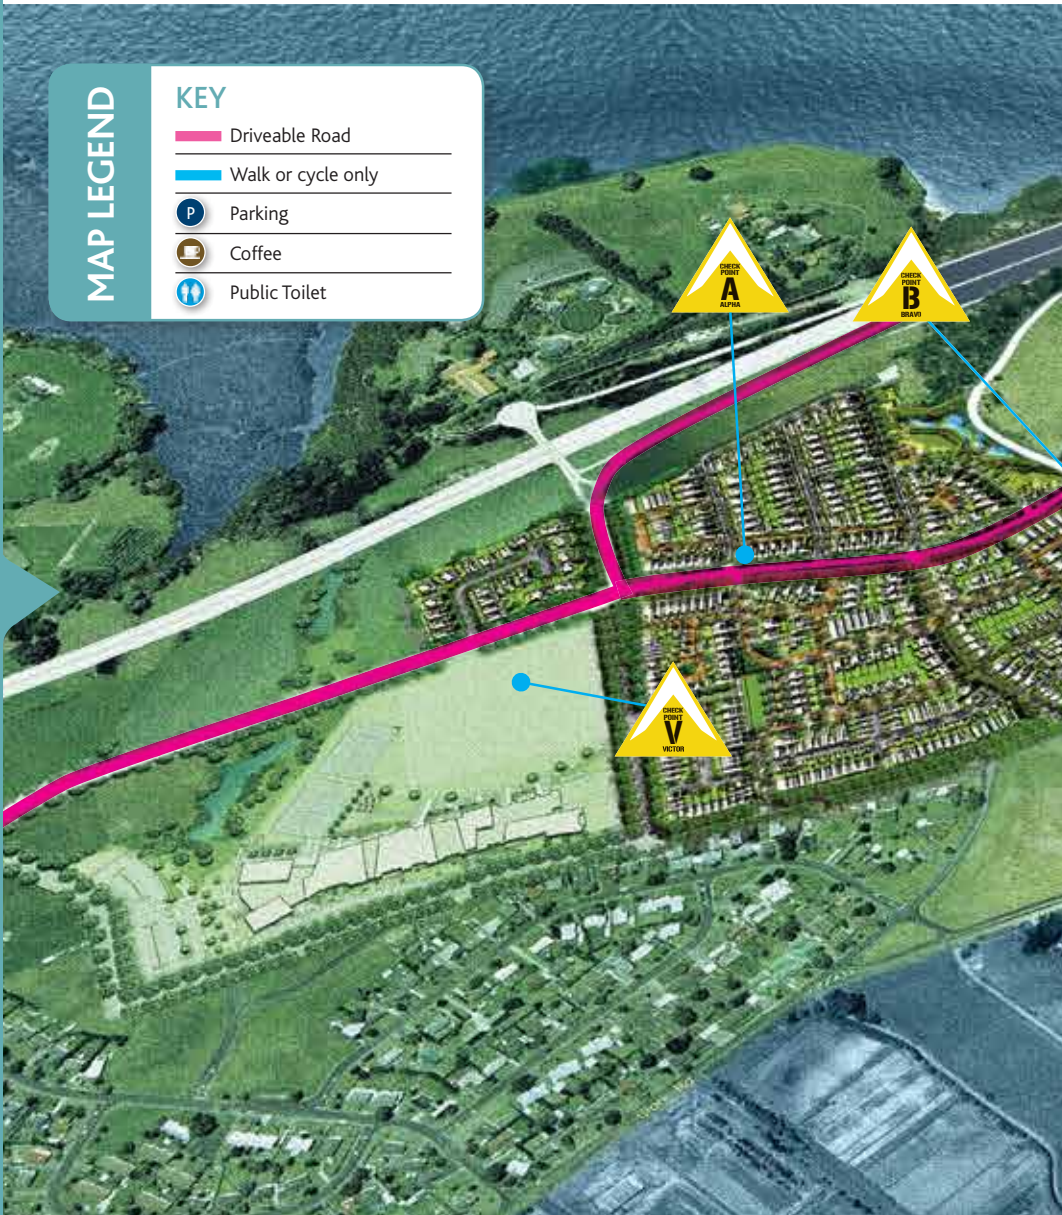 MAP LEGEND
KEY
Driveable Road
Walk or cycle only
P
Parking
Coffee
Public Toilet
CHECK
POINT
A
ALPHA
CHECK
POINT
B
BRAVO
CHECK
POINT
V
VICTOR